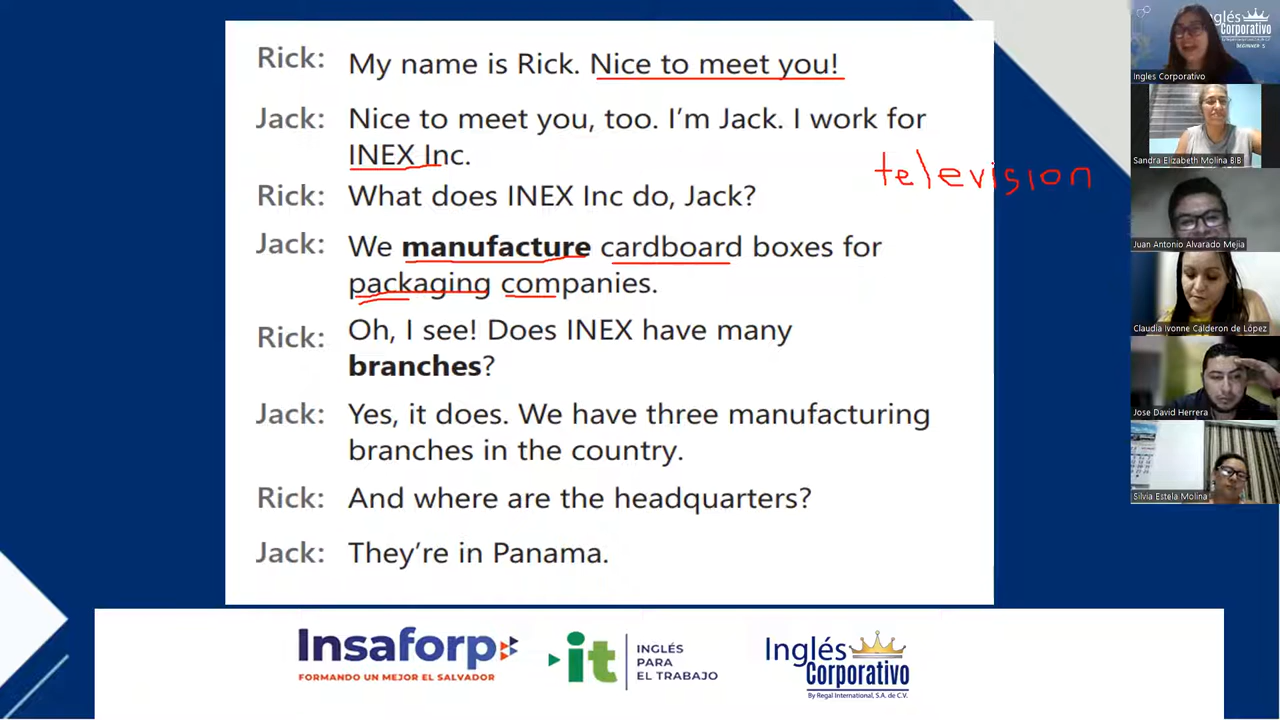 Rick: My name is Rick. Nice to meet you!
Jack: Nice to meet you, too. I'm Jack. I work for
INEX Inc.
television
Rick: What does INEX Inc do, Jack?
Jack: We manufacture cardboard boxes for
packaging companies.
Rick: Oh, I see! Does INEX have many
branches?
Jack: Yes, it does. We have three manufacturing
branches in the country.
Rick: And where are the headquarters?
Jack: They're in Panama.
Insaforp
FORMANDO UN MEJOR EL SALVADOR
it
INGLÉS
PARA
EL TRABAJO
Inglés
Corporativo
By Regal International, S.A. de C.V.
Inglés
Corporativo
BEGINNER 5
Ingles Corporativo
Sandra Elizabeth Molina BIB
Juan Antonio Alvarado Mejia
Claudia Ivonne Calderon de López
Jose David Herrera
Silvia Estela Molina